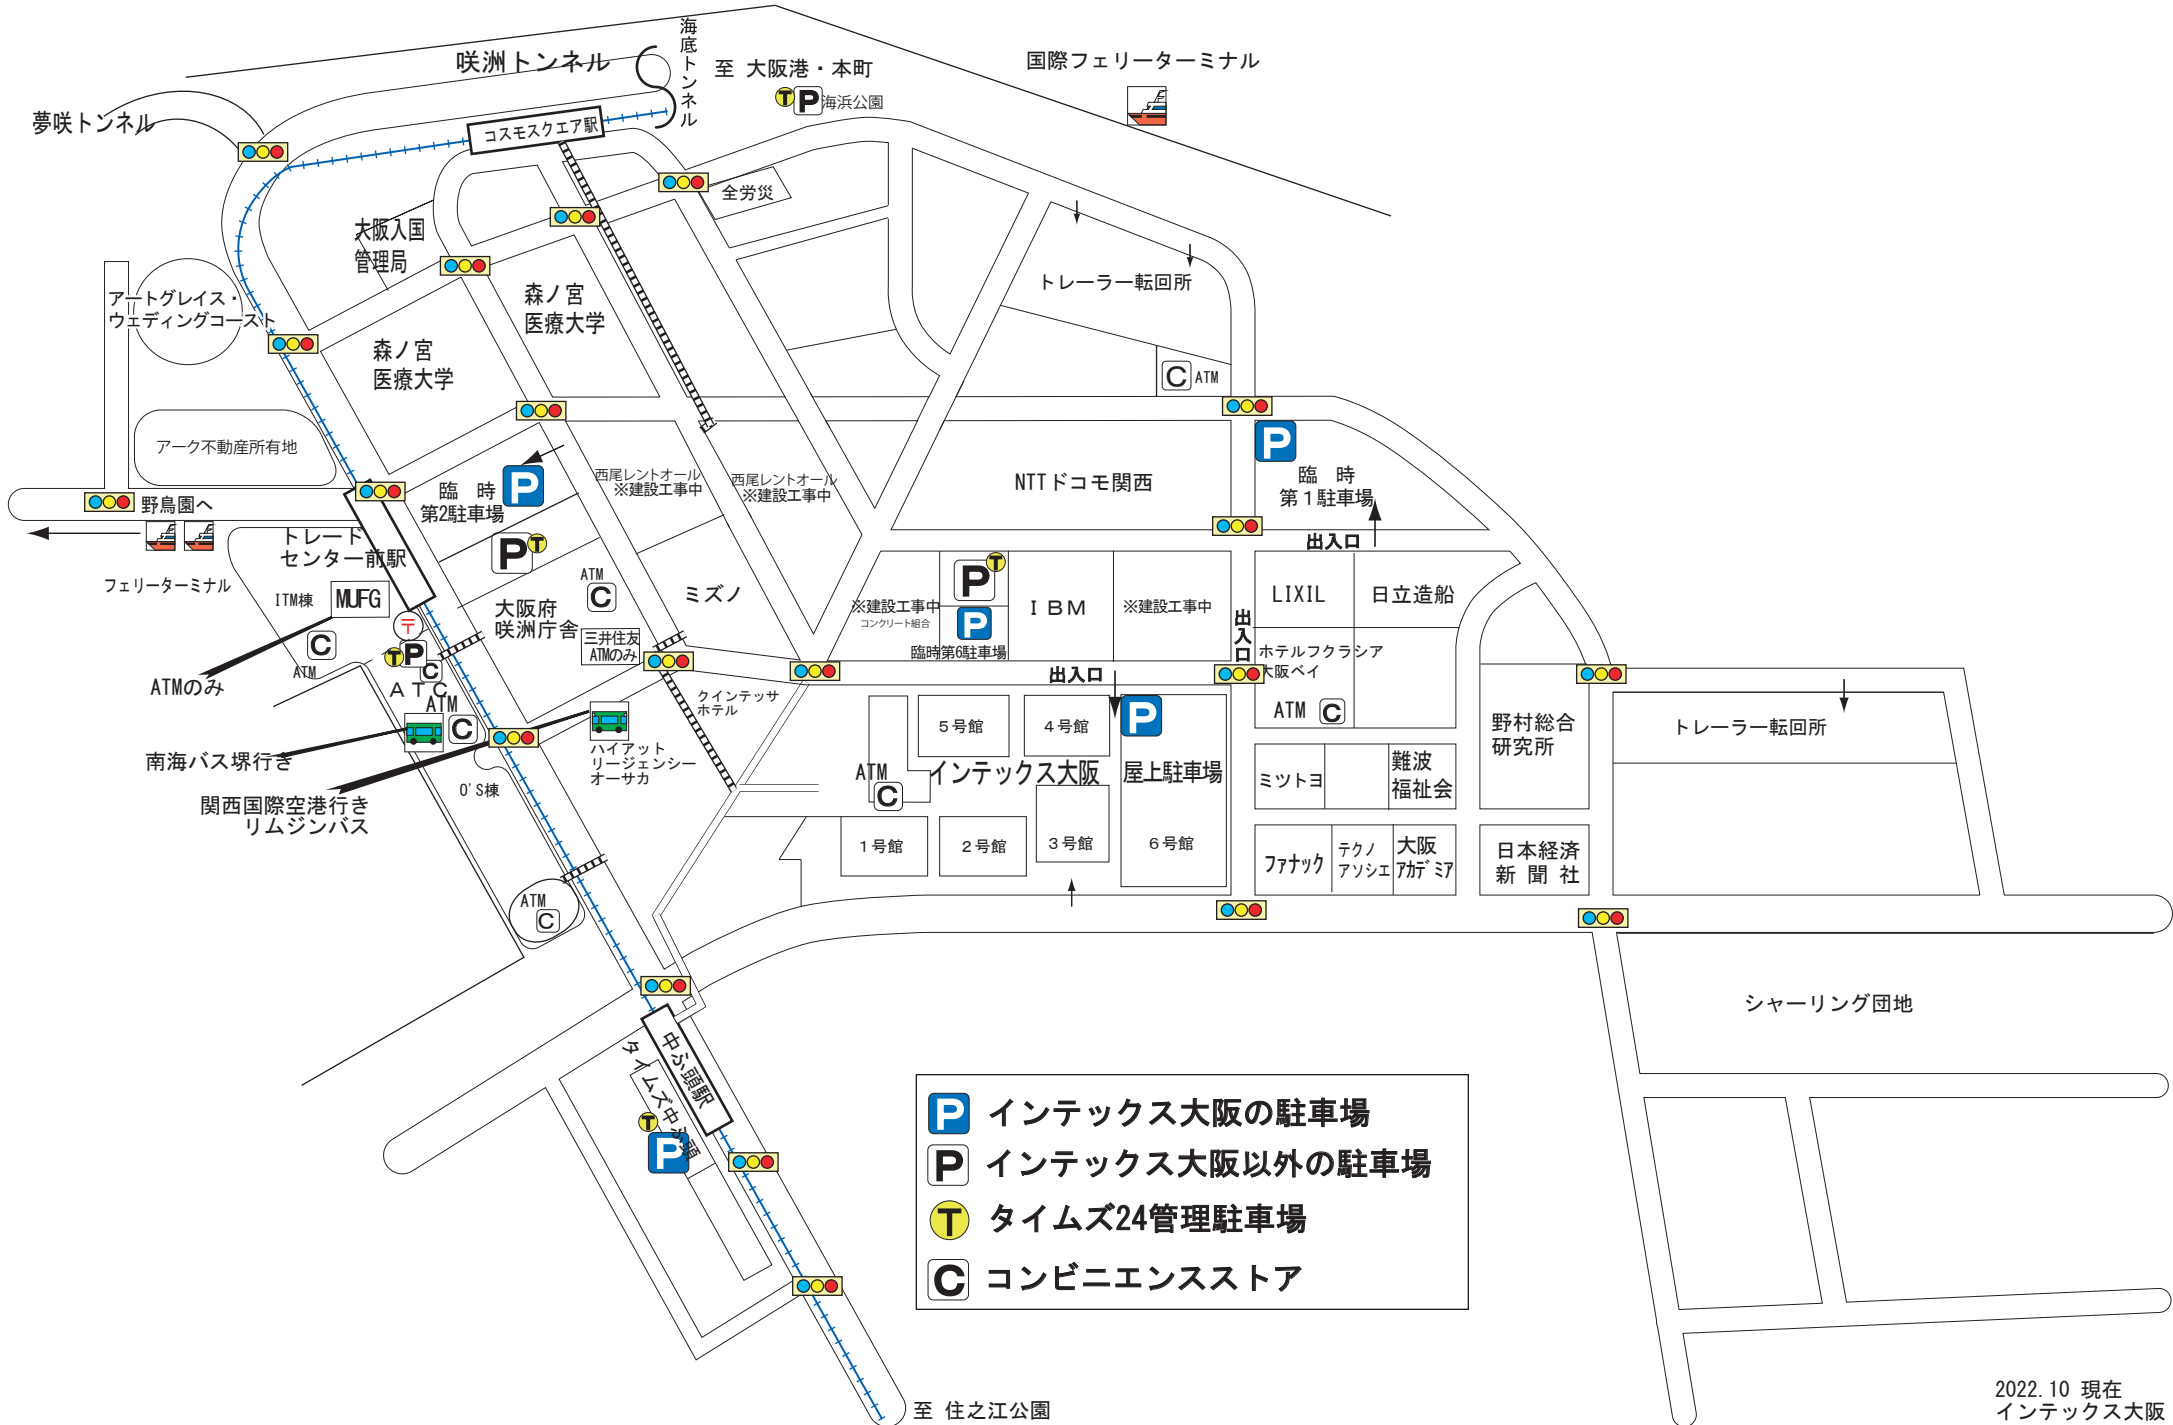 咲洲トンネル
海底トンネル
至 大阪港・本町
国際フェリーターミナル
T P 海浜公園
夢咲トンネル
コスモスクエア駅
全労災
大阪入国
管理局
トレーラー転回所
アートグレイス・
ウェディングコースト
森ノ宮
医療大学
森ノ宮
医療大学
C ATM
アーク不動産所有地
P
臨 時
第１駐車場
臨 時
第2駐車場
P
西尾レントオール
※建設工事中
西尾レントオール
※建設工事中
NTTドコモ関西
野鳥園へ
フェリーターミナル
トレード
センター前駅
P T
出入口
ITM棟
MUFG
〒
ATM
C
大阪府
咲洲庁舎
三井住友
ATMのみ
ミズノ
※建設工事中
コンクリート組合
P T
P
臨時第6駐車場
ＩＢＭ
※建設工事中
出入口
LIXIL
日立造船
ホテルフクラシア
大阪ベイ
ATM C
C
ATM
T P
C
ＡＴＣ
ATM
C
ATMのみ
クインテッサ
ホテル
出入口
P
５号館
４号館
野村総合
研究所
トレーラー転回所
南海バス堺行き
関西国際空港行き
リムジンバス
O'S棟
ハイアット
リージェンシー
オーサカ
ATM
C
インテックス大阪
屋上駐車場
ミツトヨ
難波
福祉会
１号館
２号館
３号館
６号館
ファナック
テクノ
アソシエ
大阪
ｱｶﾃﾞﾐｱ
日本経済
新 聞 社
ATM
C
シャーリング団地
中ふ頭駅
タイムズ中ふ頭
T
P
P インテックス大阪の駐車場
P インテックス大阪以外の駐車場
T タイムズ24管理駐車場
C コンビニエンスストア
至 住之江公園
2022.10 現在
インテックス大阪